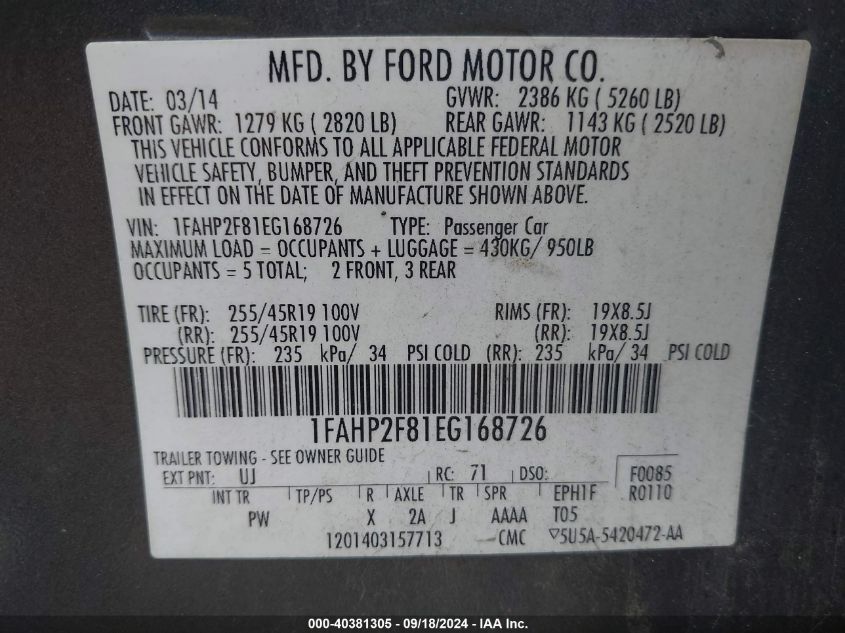 MFD. BY FORD MOTOR CO.
DATE: 03/14 GVWR: 2386 KG ( 5260 LB)
FRONT GAWR: 1279 KG ( 2820 LB) REAR GAWR: 1143 KG ( 2520 LB)
THIS VEHICLE CONFORMS TO ALL APPLICABLE FEDERAL MOTOR
VEHICLE SAFETY, BUMPER, AND THEFT PREVENTION STANDARDS
IN EFFECT ON THE DATE OF MANUFACTURE SHOWN ABOVE.
VIN: 1FAHP2F81EG168726 TYPE: Passenger Car
MAXIMUM LOAD = OCCUPANTS + LUGGAGE = 430KG/ 950LB
OCCUPANTS = 5 TOTAL; 2 FRONT, 3 REAR
TIRE (FR): 255/45R19 100V RIMS (FR): 19X8.5J
(RR): 255/45R19 100V (RR): 19X8.5J
PRESSURE (FR): 235 kPa/ 34 PSI COLD (RR): 235 kPa/ 34 PSI COLD
1FAHP2F81EG168726
TRAILER TOWING - SEE OWNER GUIDE
EXT PNT: UJ RC: 71 DSO: F0085
INT TR TP/PS R AXLE TR SPR EPH1F R0110
PW X 2A J AAAA T05
1201403157713 CMC ▽5U5A-5420472-AA
000-40381305 - 09/18/2024 - IAA Inc.